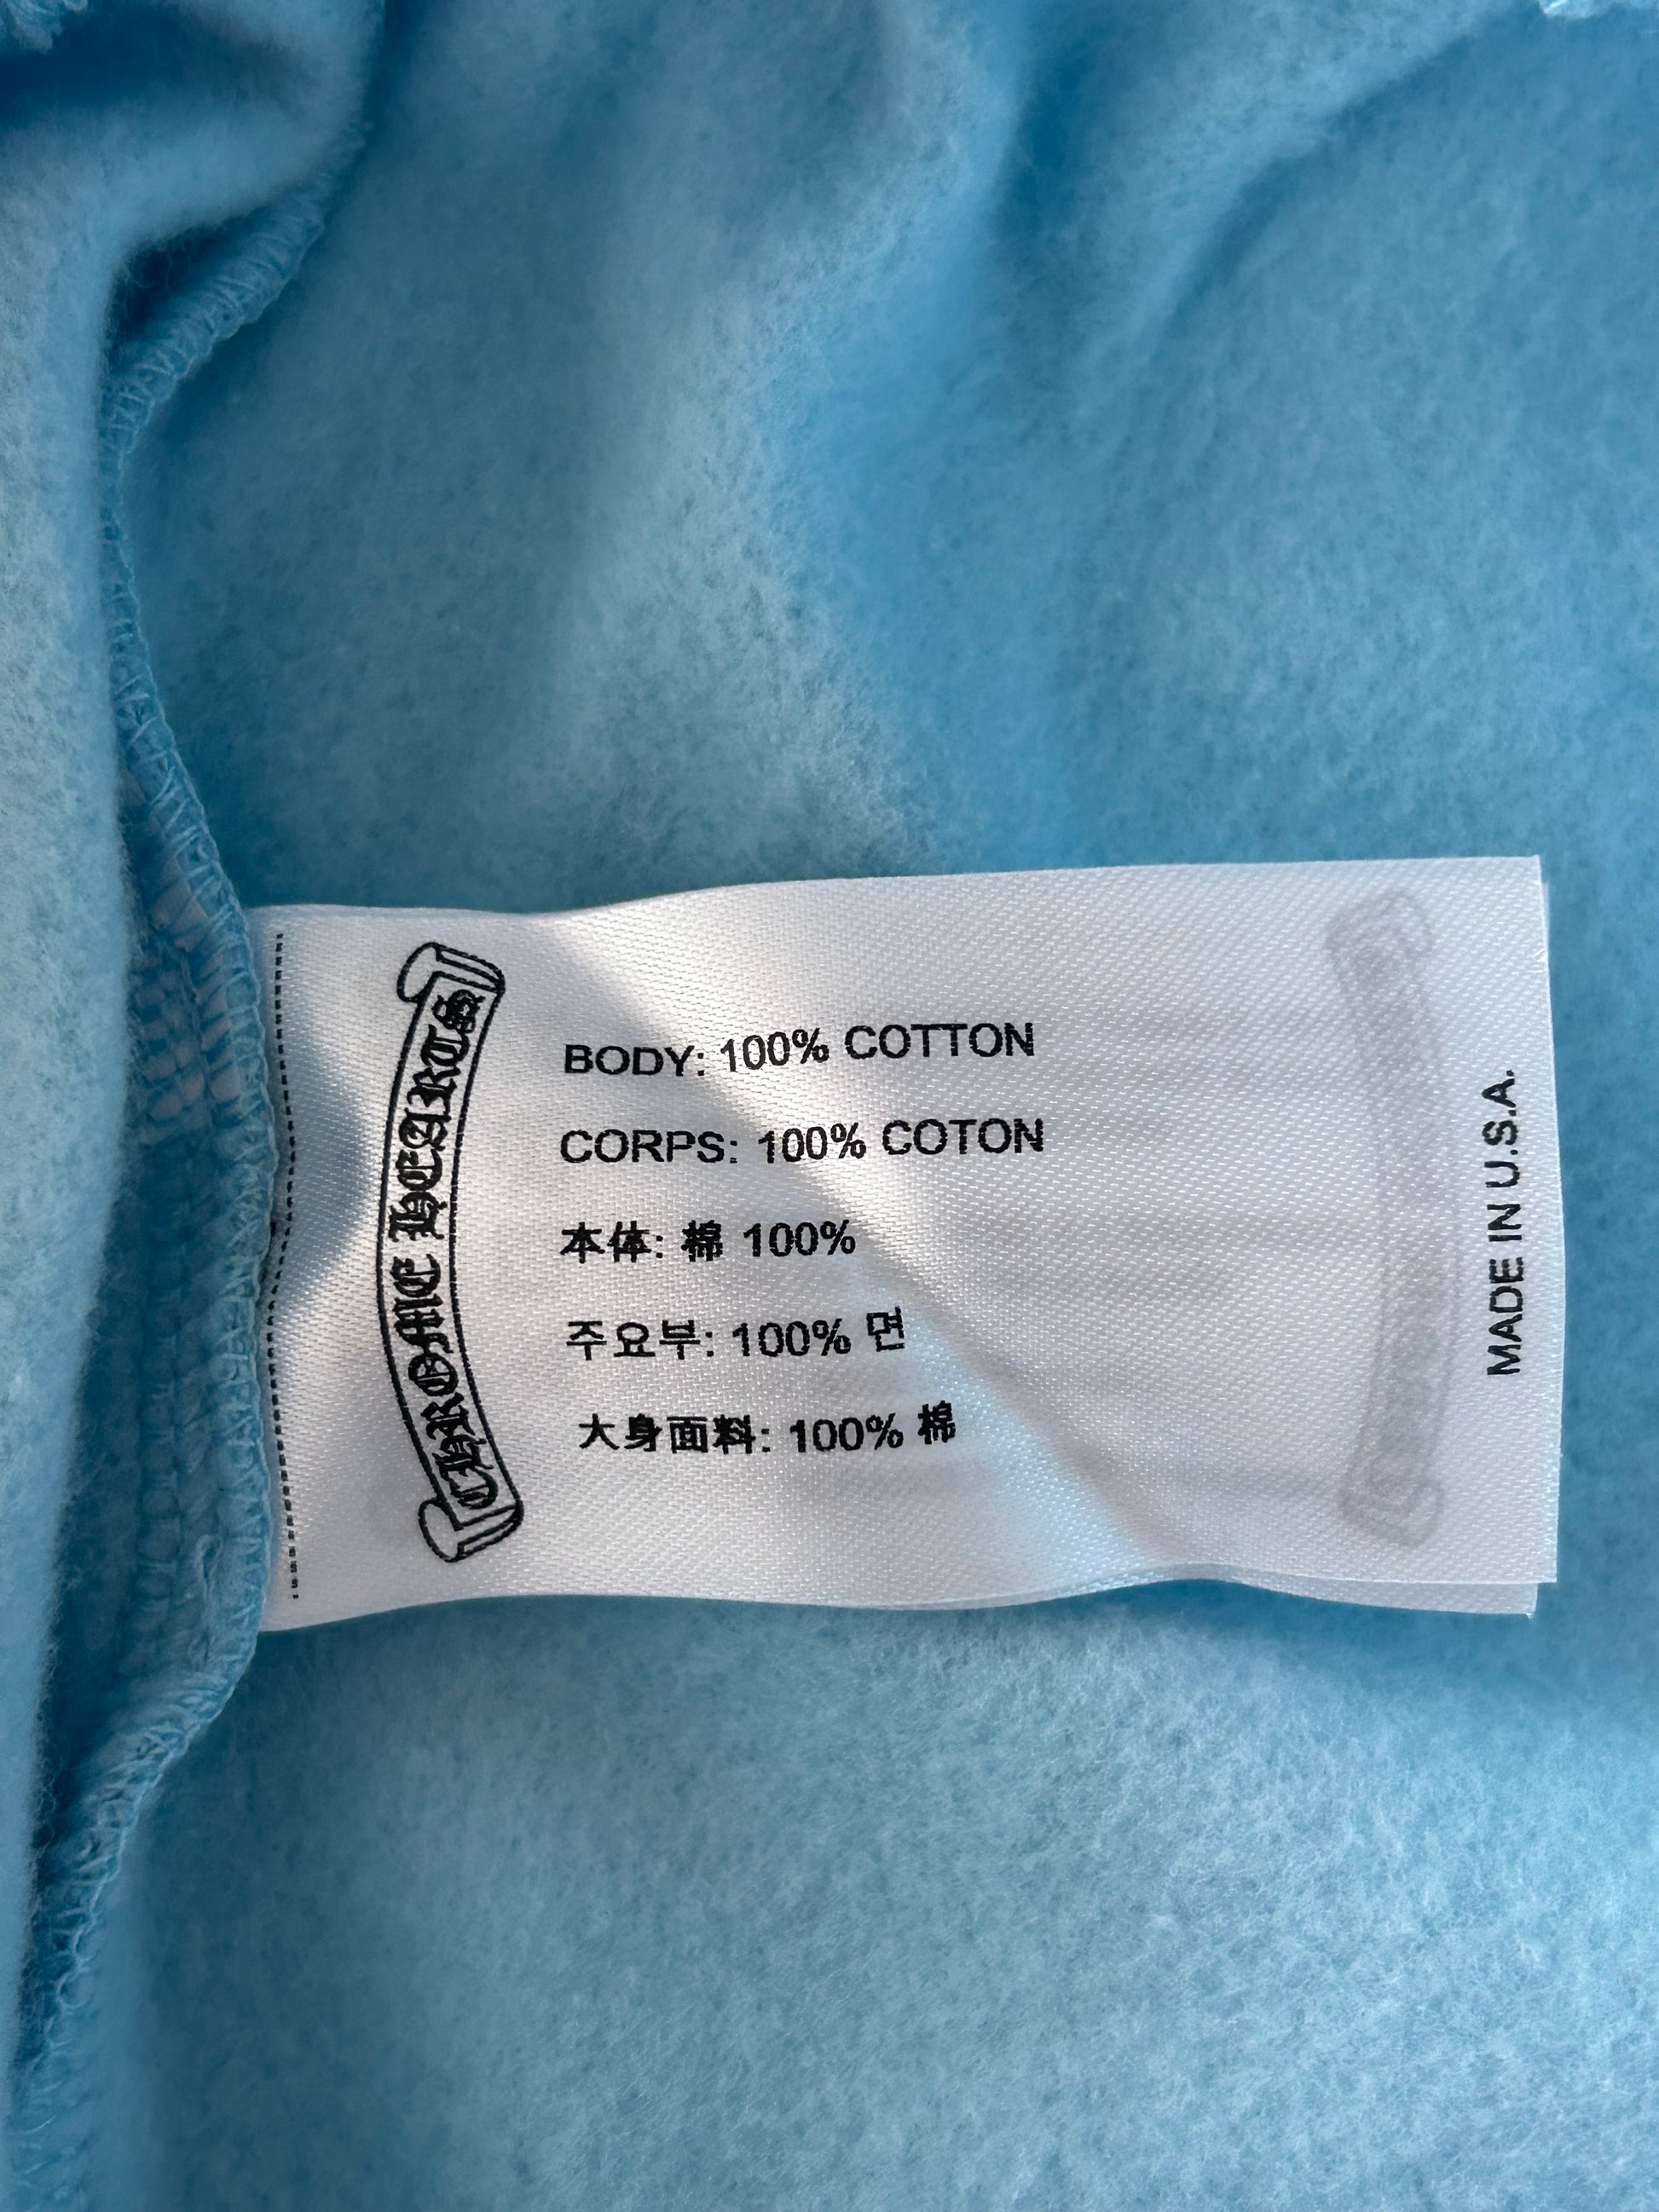 CHROME HEARTS
BODY: 100% COTTON
CORPS: 100% COTON
本体: 棉 100%
주요부: 100% 면
大身面料: 100% 棉
MADE IN U.S.A.